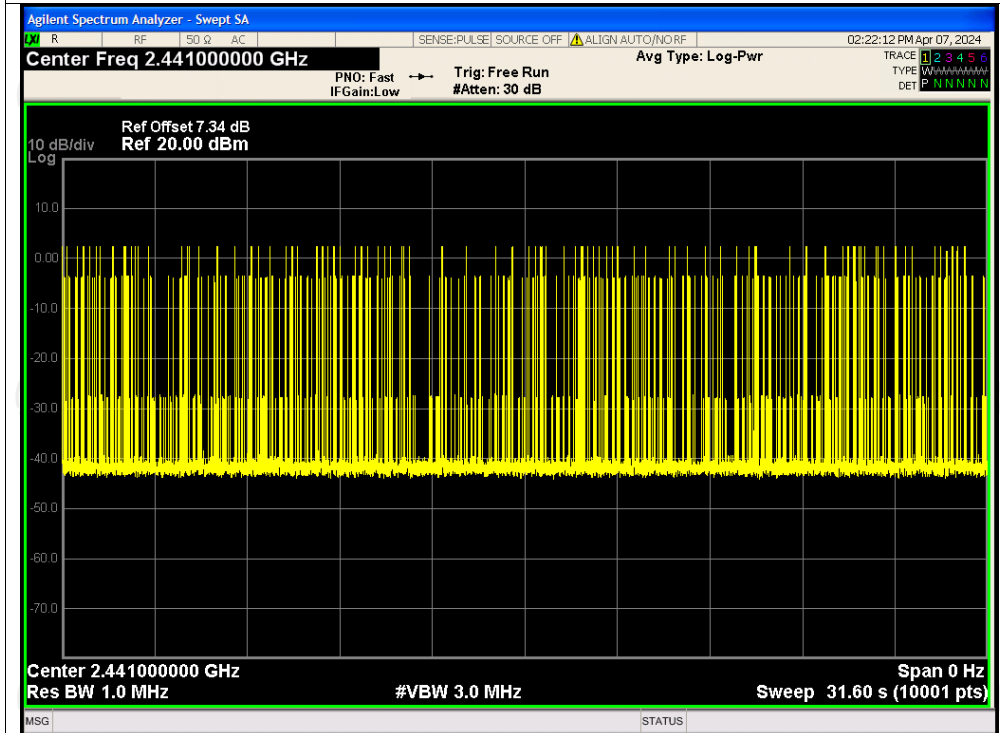 Agilent Spectrum Analyzer - Swept SA
LXI R RF 50 Ω AC SENSE:PULSE SOURCE OFF ALIGN AUTO/NO RF 02:22:12 PM Apr 07, 2024
Center Freq 2.441000000 GHz
PNO: Fast
IFGain:Low
Trig: Free Run
#Atten: 30 dB
Avg Type: Log-Pwr
TRACE 1 2 3 4 5 6
TYPE W
DET P N N N N N
Ref Offset 7.34 dB
10 dB/div Ref 20.00 dBm
Log
10.0
0.00
-10.0
-20.0
-30.0
-40.0
-50.0
-60.0
-70.0
Center 2.441000000 GHz Span 0 Hz
Res BW 1.0 MHz #VBW 3.0 MHz Sweep 31.60 s (10001 pts)
MSG STATUS